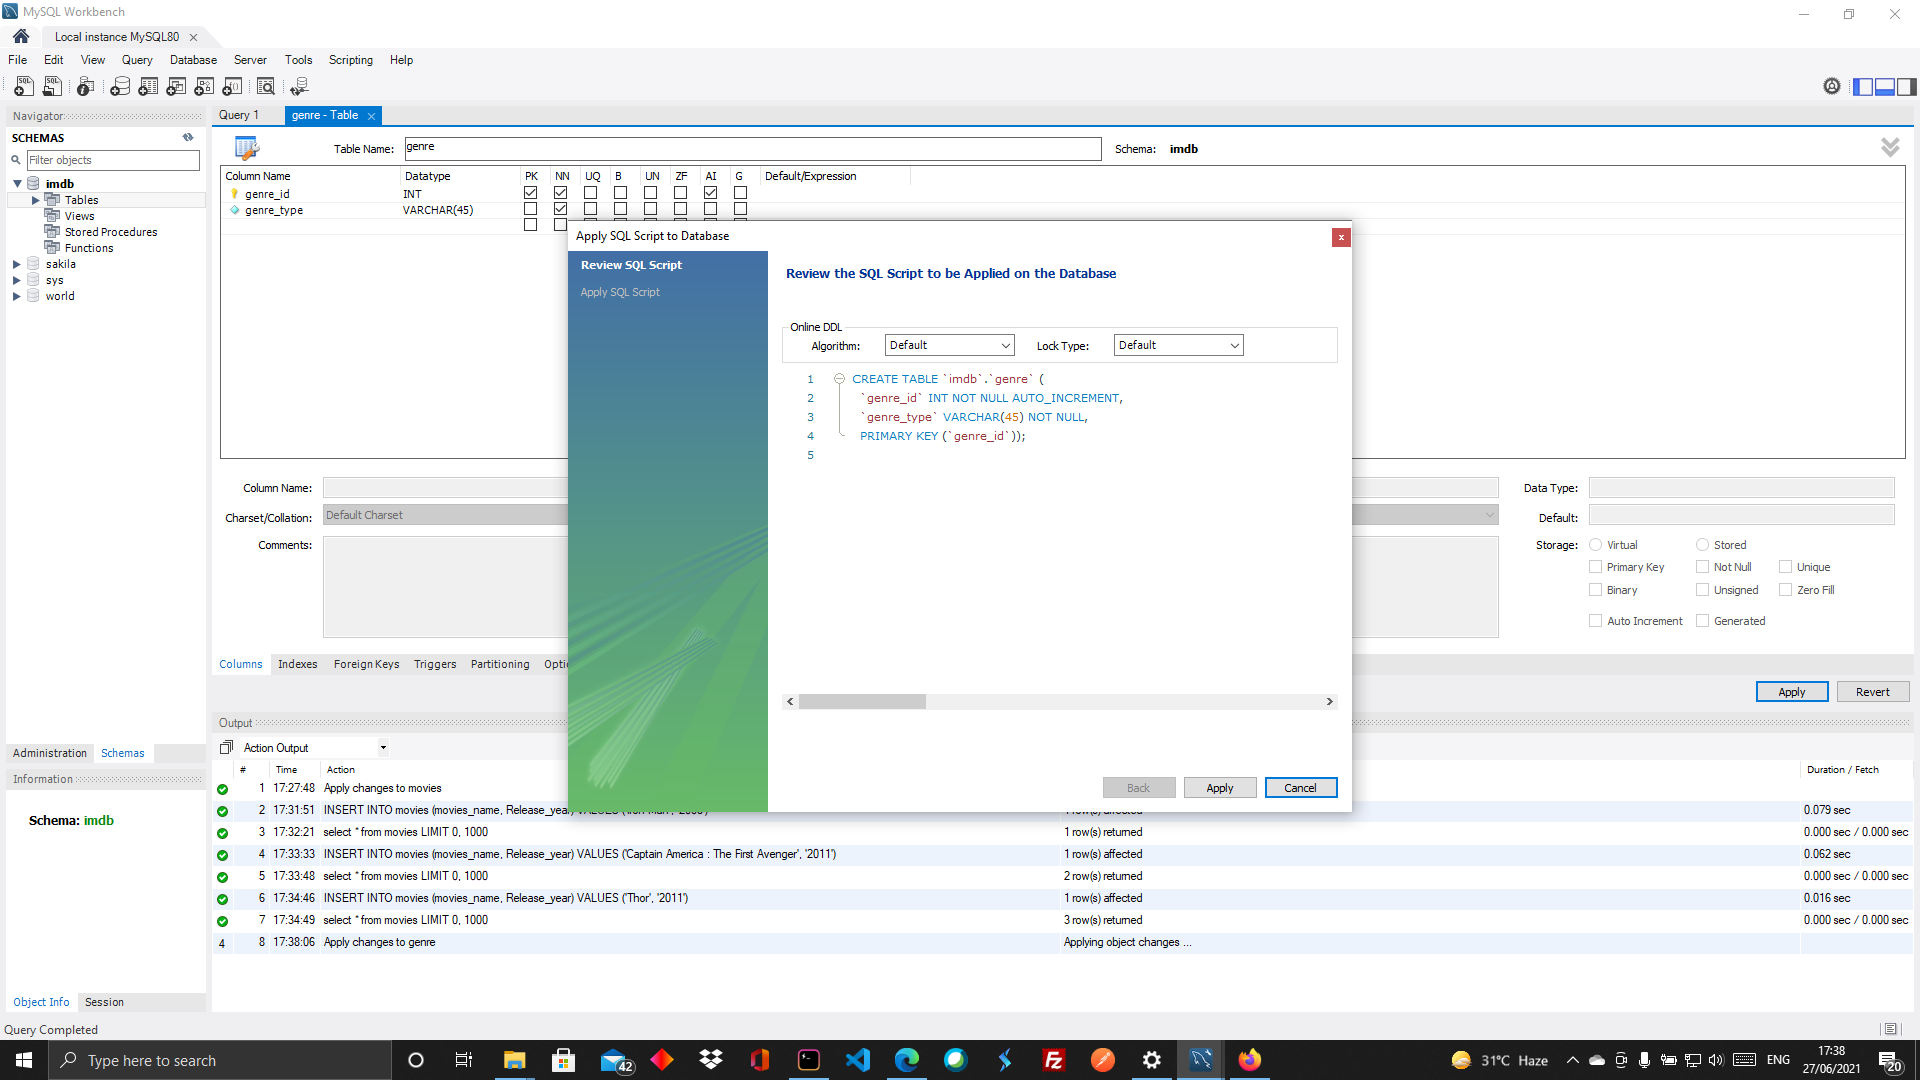 MySQL Workbench
Local instance MySQL80
File Edit View Query Database Server Tools Scripting Help
Navigator
SCHEMAS
Filter objects
imdb
Tables
Views
Stored Procedures
Functions
sakila
sys
world
Administration Schemas
Information
Schema: imdb
Object Info Session
Query 1
genre - Table
Table Name: genre Schema: imdb
Column Name Datatype PK NN UQ B UN ZF AI G Default/Expression
genre_id INT
genre_type VARCHAR(45)
Column Name:
Charset/Collation: Default Charset
Comments:
Data Type:
Default:
Storage: Virtual Stored
Primary Key Not Null Unique
Binary Unsigned Zero Fill
Auto Increment Generated
Columns Indexes Foreign Keys Triggers Partitioning
Apply Revert
Apply SQL Script to Database
x
Review SQL Script
Apply SQL Script
Review the SQL Script to be Applied on the Database
Online DDL
Algorithm: Default Lock Type: Default
1 CREATE TABLE `imdb`.`genre` (
2 `genre_id` INT NOT NULL AUTO_INCREMENT,
3 `genre_type` VARCHAR(45) NOT NULL,
4 PRIMARY KEY (`genre_id`));
5
Back Apply Cancel
Output
Action Output
# Time Action Duration / Fetch
1 17:27:48 Apply changes to movies
2 17:31:51 INSERT INTO movies (movies_name, Release_year) VALUES ('Iron Man', '2008') 1 row(s) affected 0.079 sec
3 17:32:21 select * from movies LIMIT 0, 1000 1 row(s) returned 0.000 sec / 0.000 sec
4 17:33:33 INSERT INTO movies (movies_name, Release_year) VALUES ('Captain America : The First Avenger', '2011') 1 row(s) affected 0.062 sec
5 17:33:48 select * from movies LIMIT 0, 1000 2 row(s) returned 0.000 sec / 0.000 sec
6 17:34:46 INSERT INTO movies (movies_name, Release_year) VALUES ('Thor', '2011') 1 row(s) affected 0.016 sec
7 17:34:49 select * from movies LIMIT 0, 1000 3 row(s) returned 0.000 sec / 0.000 sec
4 8 17:38:06 Apply changes to genre Applying object changes ...
Query Completed
Type here to search
42
31°C Haze
ENG
17:38
27/06/2021
20